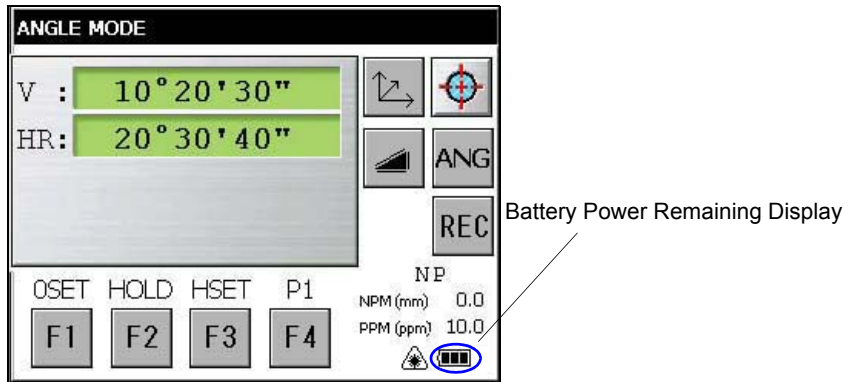 ANGLE MODE
V : 10°20'30"
HR: 20°30'40"
ANG
REC
Battery Power Remaining Display
0SET HOLD HSET P1
F1 F2 F3 F4
NP
NPM (mm) 0.0
PPM (ppm) 10.0